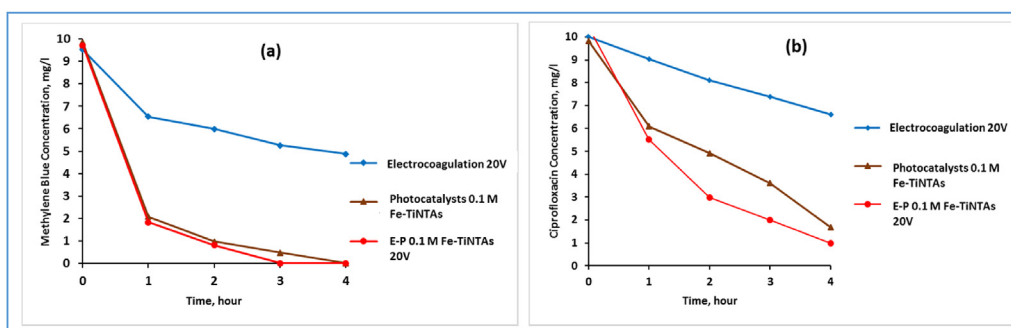 (a)
Methylene Blue Concentration, mg/l
10
9
8
7
6
5
4
3
2
1
0
0 1 2 3 4
Time, hour
Electrocoagulation 20V
Photocatalysts 0.1 M
Fe-TiNTAs
E-P 0.1 M Fe-TiNTAs
20V
(b)
Ciprofloxacin Concentration, mg/l
10
9
8
7
6
5
4
3
2
1
0
0 1 2 3 4
Time, hour
Electrocoagulation 20V
Photocatalysts 0.1 M
Fe-TiNTAs
E-P 0.1 M Fe-TiNTAs
20V